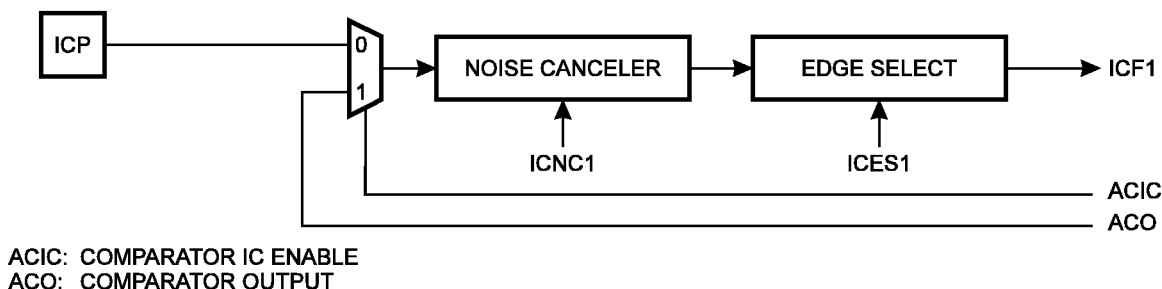 ICP
0
1
NOISE CANCELER
EDGE SELECT
ICF1
ICNC1
ICES1
ACIC
ACO
ACIC: COMPARATOR IC ENABLE
ACO: COMPARATOR OUTPUT